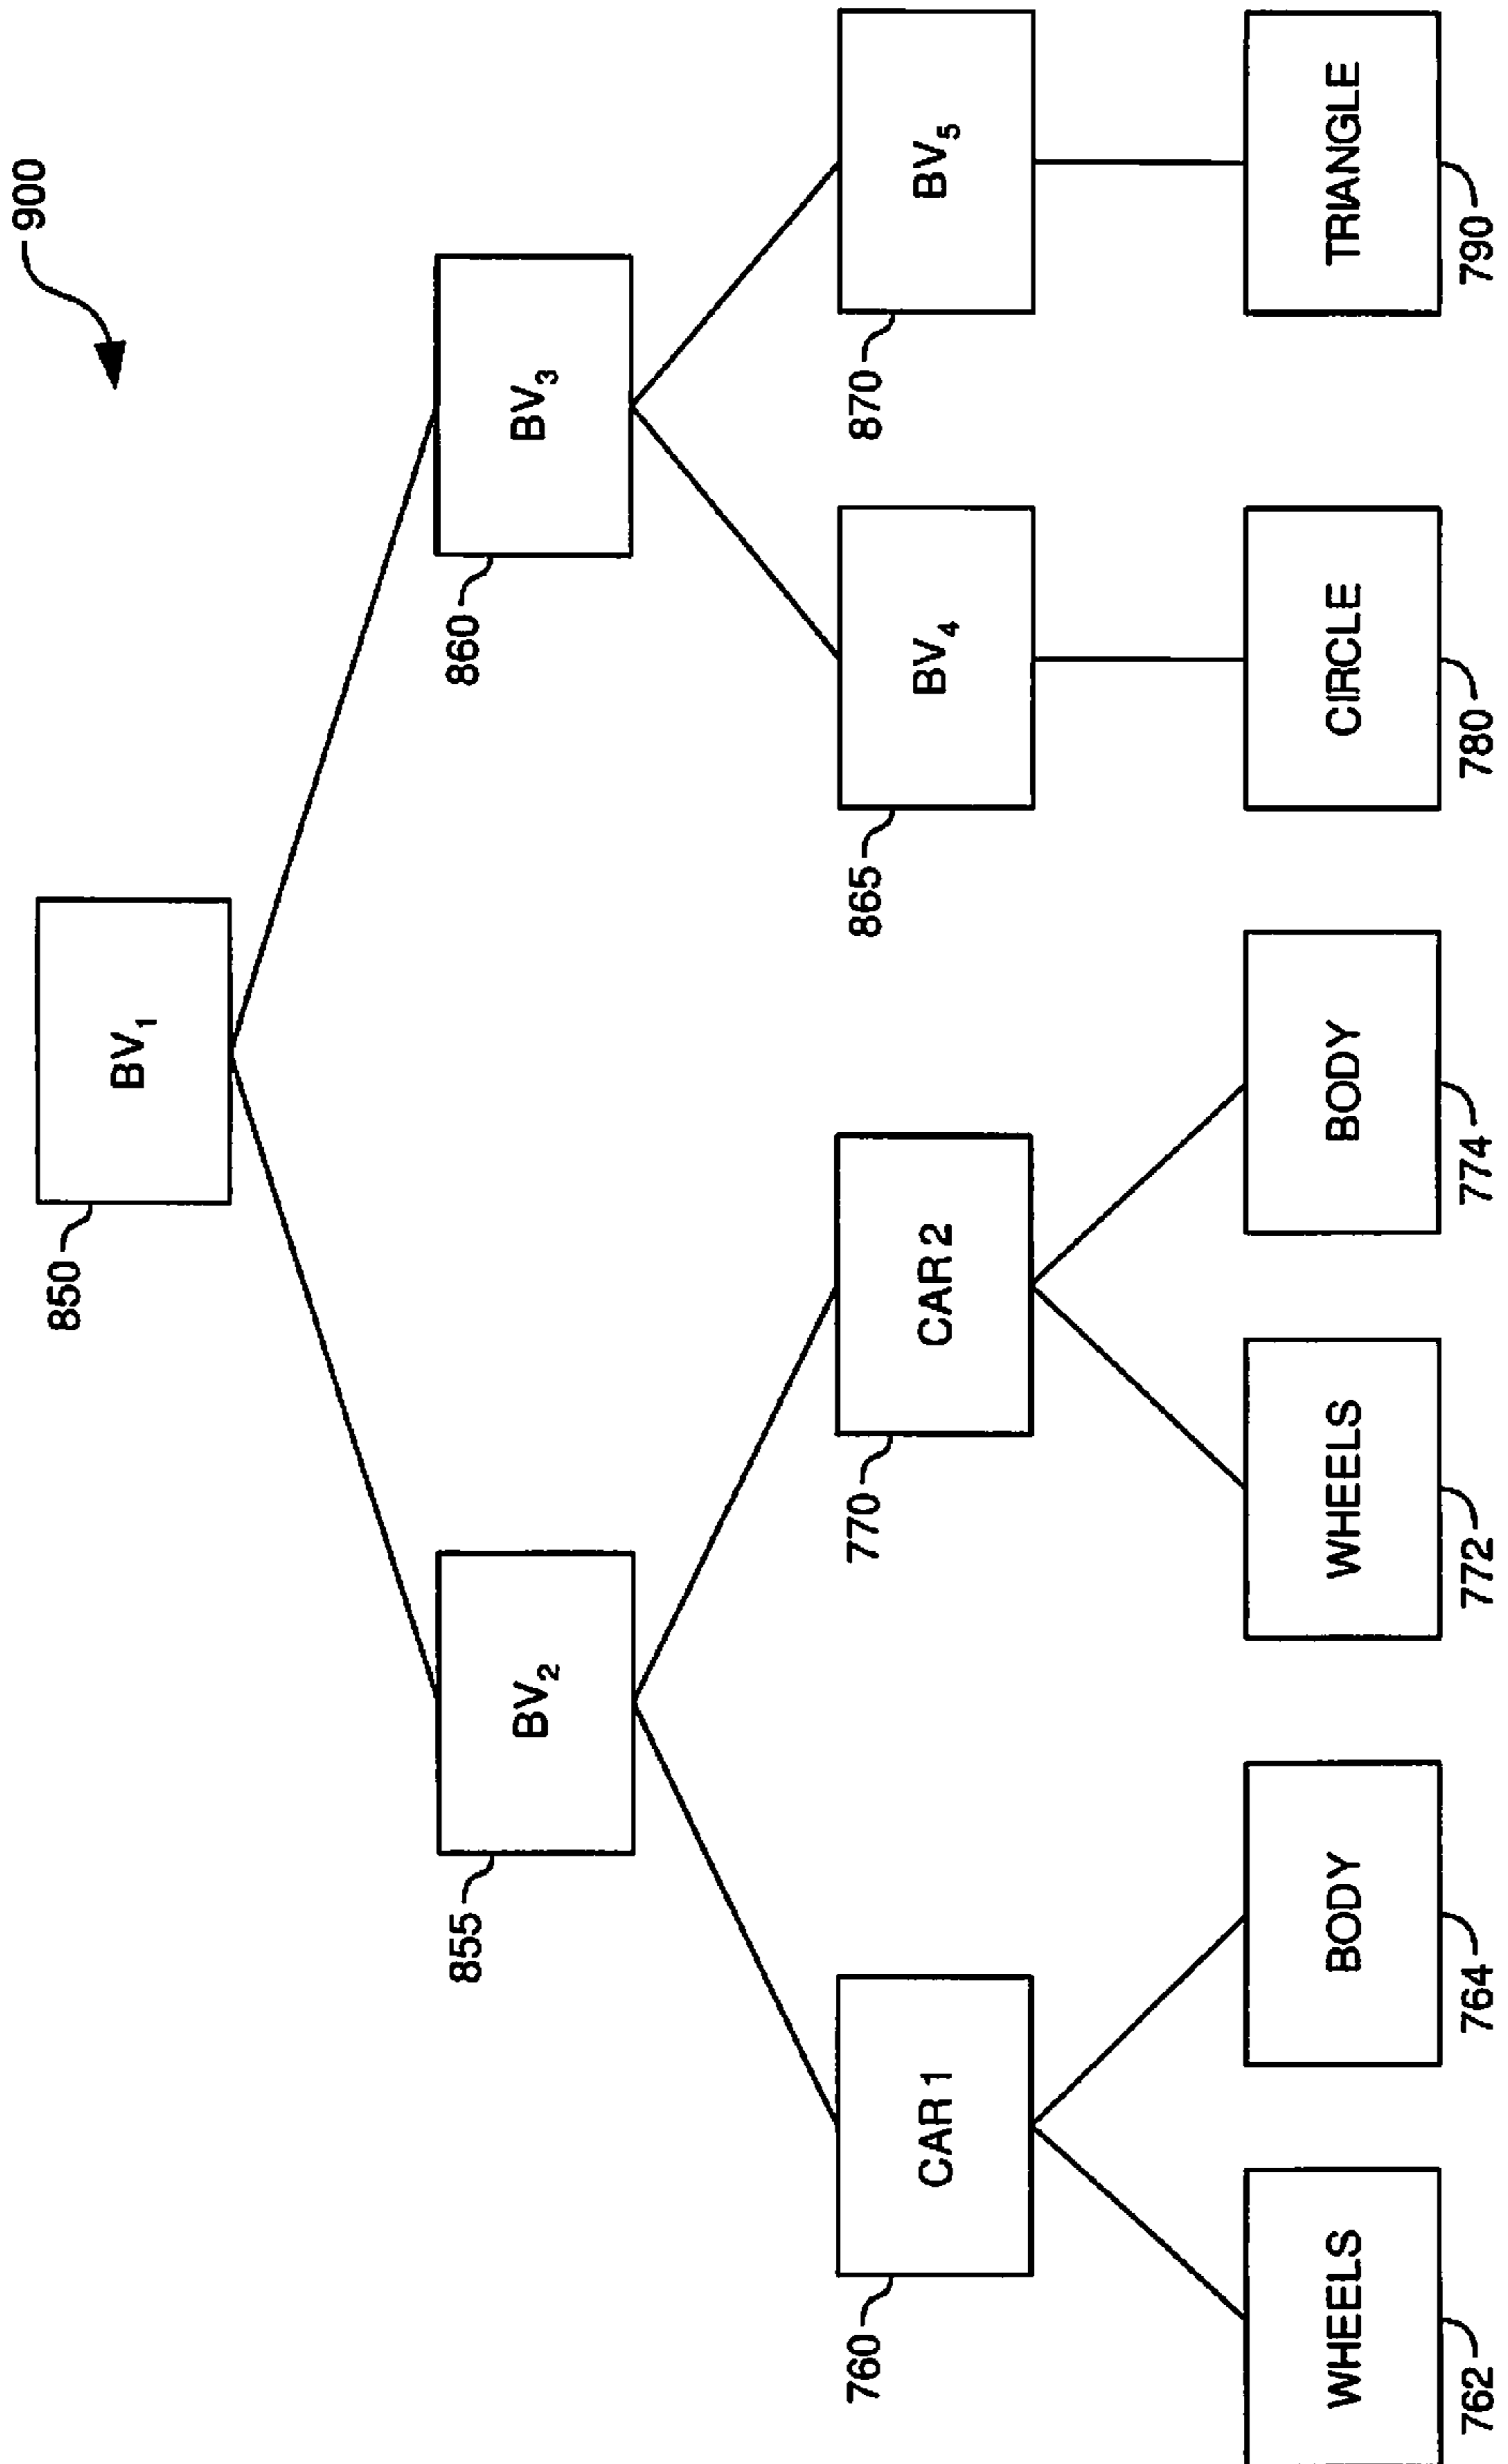 900
BV₁
850
BV₂
855
BV₃
860
CAR 1
760
CAR 2
770
BV₄
865
BV₅
870
WHEELS
762
BODY
764
WHEELS
772
BODY
774
CIRCLE
780
TRIANGLE
790